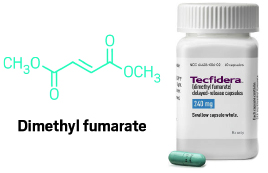 CH₃O
O
O
OCH₃
Dimethyl fumarate
Tecfidera.
(dimethyl fumarate)
delayed-release capsules
240 mg
Swallow capsule whole.